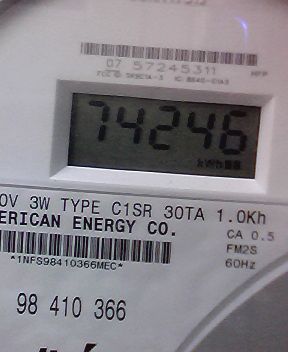 07 57245311
74246
kWh
0V 3W TYPE C1SR 30TA 1.0Kh
ERICAN ENERGY CO.
CA 0.5
FM2S
*1NFS98410366MEC*
60Hz
98 410 366